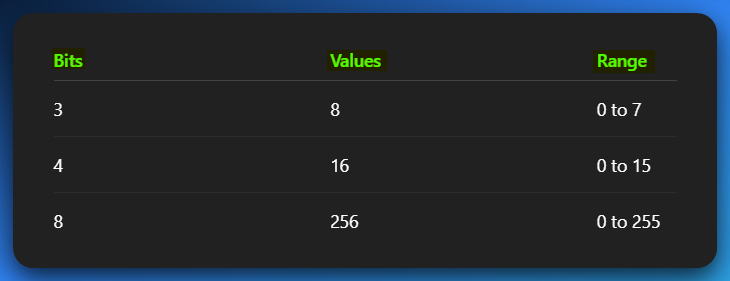 Bits Values Range
3 8 0 to 7
4 16 0 to 15
8 256 0 to 255